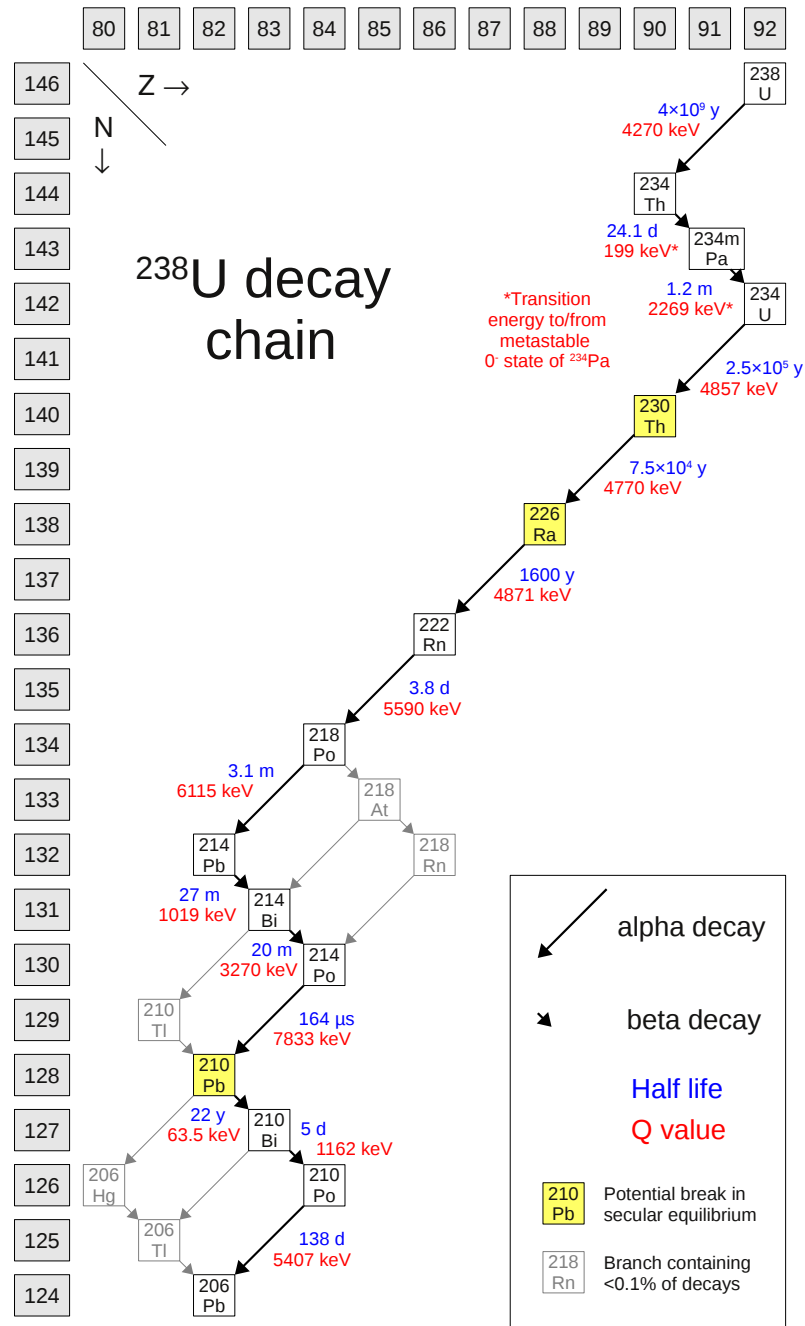 80 81 82 83 84 85 86 87 88 89 90 91 92
146
Z →
238
U
N
↓
4×10⁹ y
4270 keV
145
144
234
Th
143
24.1 d
199 keV*
234m
Pa
²³⁸U decay
chain
142
1.2 m
2269 keV*
234
U
*Transition
energy to/from
metastable
0⁻ state of ²³⁴Pa
141
2.5×10⁵ y
4857 keV
140
230
Th
139
7.5×10⁴ y
4770 keV
138
226
Ra
137
1600 y
4871 keV
136
222
Rn
135
3.8 d
5590 keV
134
218
Po
133
3.1 m
6115 keV
218
At
132
214
Pb
218
Rn
131
27 m
1019 keV
214
Bi
130
20 m
3270 keV
214
Po
129
210
Tl
164 µs
7833 keV
128
210
Pb
127
22 y
63.5 keV
210
Bi
5 d
1162 keV
126
206
Hg
210
Po
125
206
Tl
138 d
5407 keV
124
206
Pb
alpha decay
beta decay
Half life
Q value
210
Pb
Potential break in
secular equilibrium
218
Rn
Branch containing
<0.1% of decays